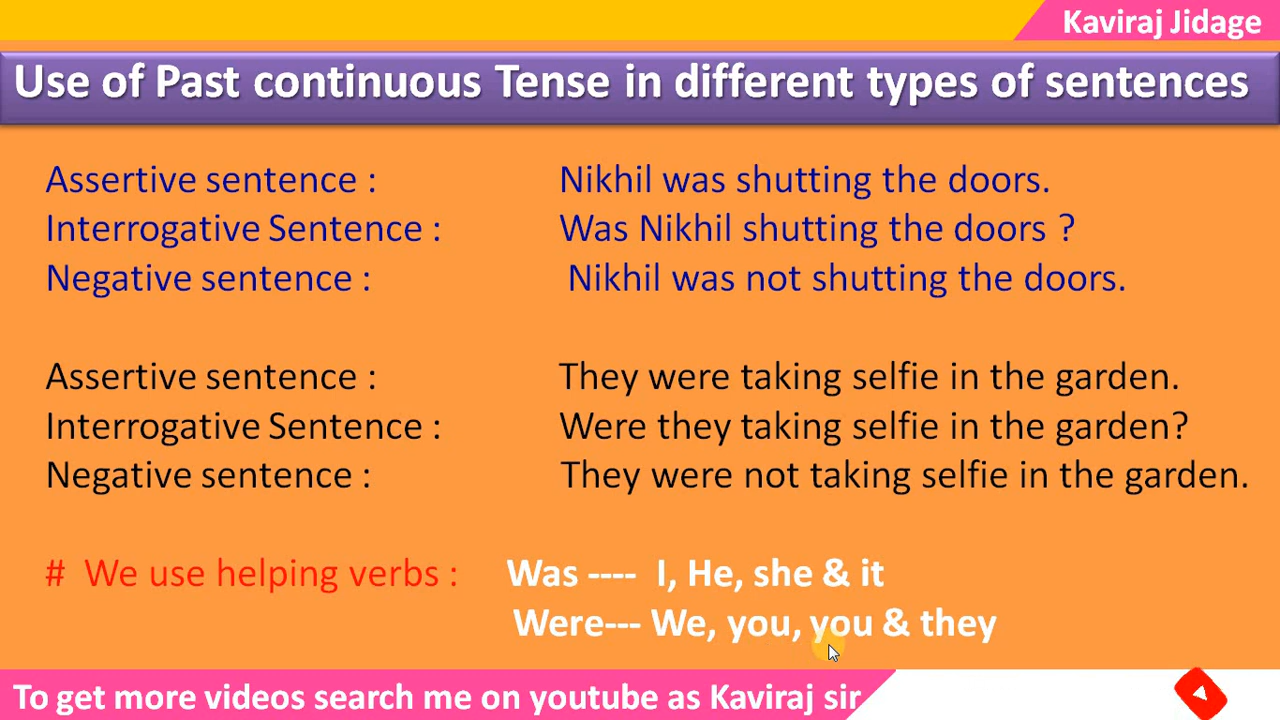 Kaviraj Jidage
Use of Past continuous Tense in different types of sentences
Assertive sentence : Nikhil was shutting the doors.
Interrogative Sentence : Was Nikhil shutting the doors ?
Negative sentence : Nikhil was not shutting the doors.
Assertive sentence : They were taking selfie in the garden.
Interrogative Sentence : Were they taking selfie in the garden?
Negative sentence : They were not taking selfie in the garden.
# We use helping verbs : Was ---- I, He, she & it
Were--- We, you, you & they
To get more videos search me on youtube as Kaviraj sir